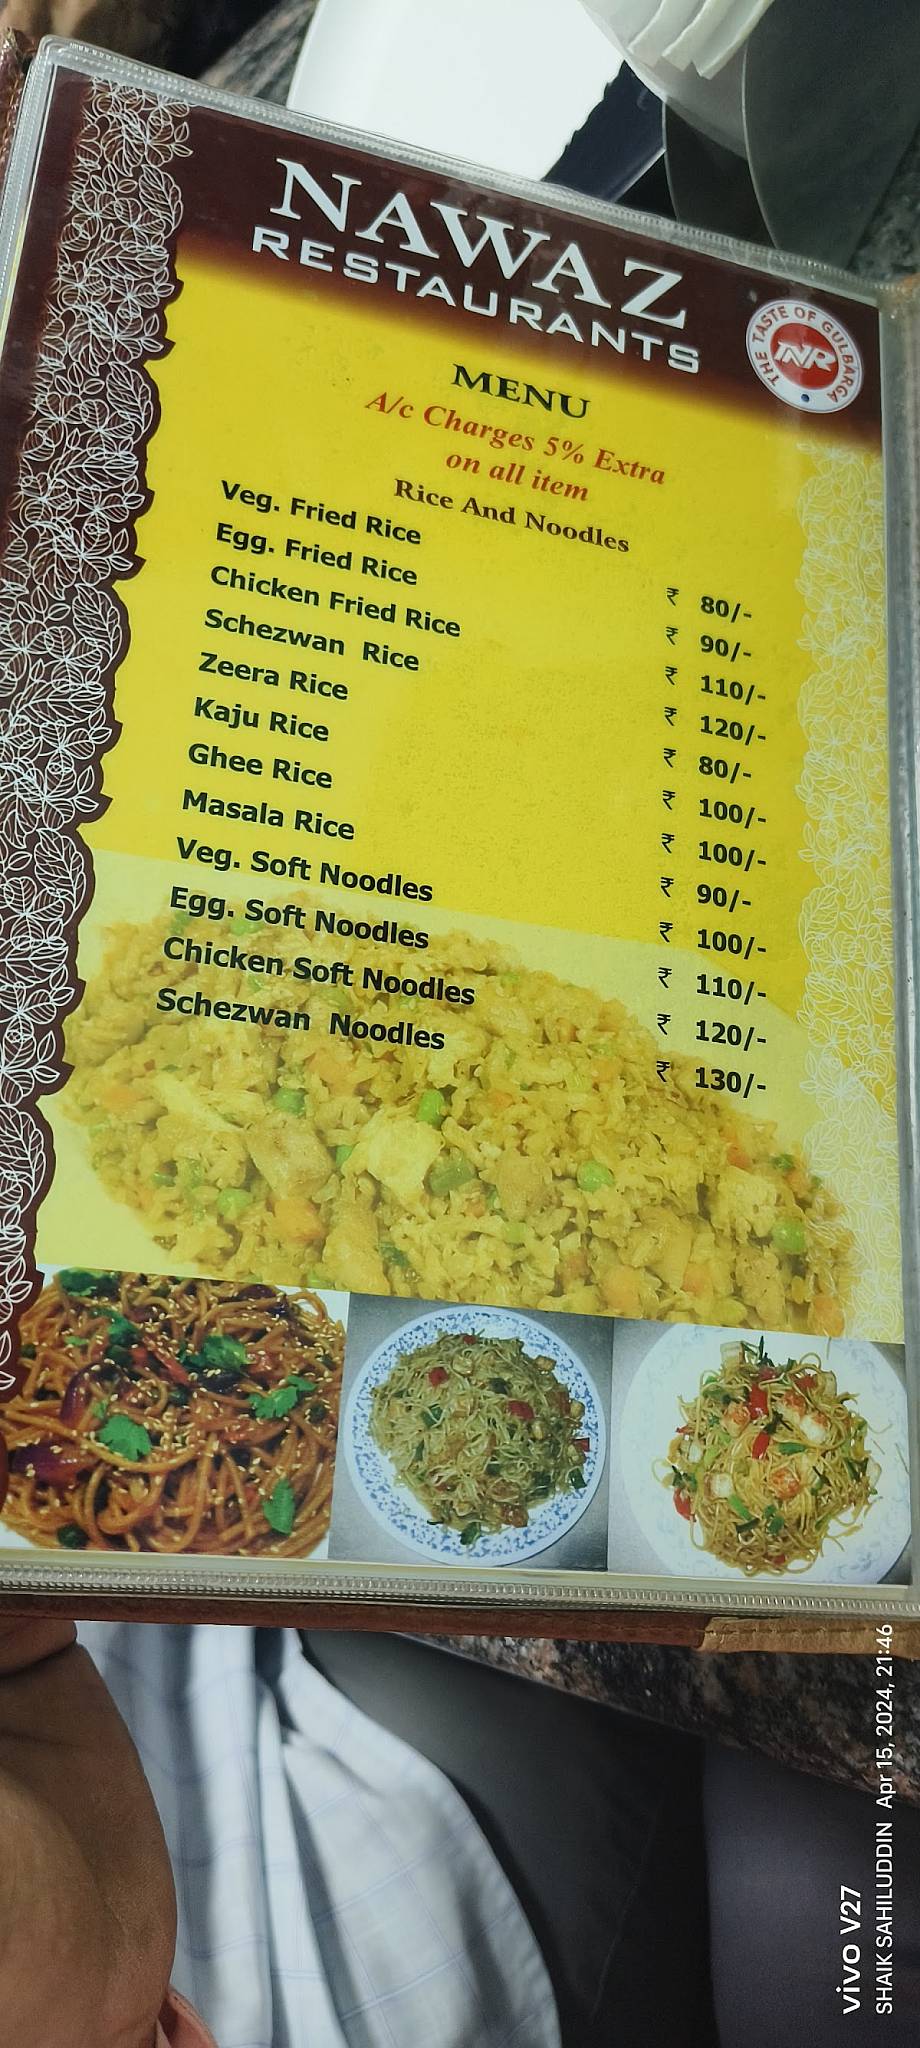 NAWAZ
RESTAURANTS
THE TASTE OF GULBARGA
NR
MENU
A/c Charges 5% Extra
on all item
Rice And Noodles
Veg. Fried Rice ₹ 80/-
Egg. Fried Rice ₹ 90/-
Chicken Fried Rice ₹ 110/-
Schezwan Rice ₹ 120/-
Zeera Rice ₹ 80/-
Kaju Rice ₹ 100/-
Ghee Rice ₹ 100/-
Masala Rice ₹ 90/-
Veg. Soft Noodles ₹ 100/-
Egg. Soft Noodles ₹ 110/-
Chicken Soft Noodles ₹ 120/-
Schezwan Noodles ₹ 130/-
vivo V27
SHAIK SAHILUDDIN Apr 15, 2024, 21:46